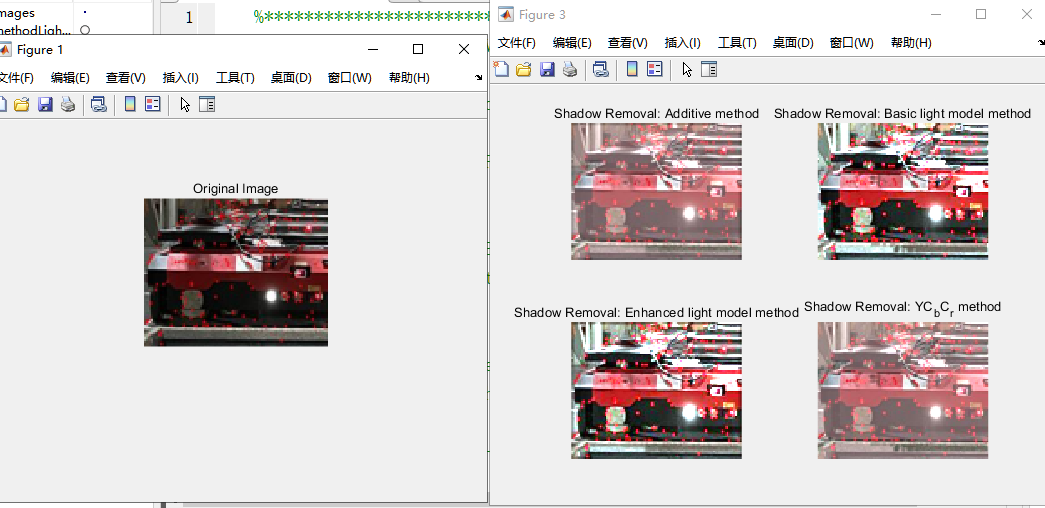 mages
methodLigh...
1
%************************
Figure 1
文件(F) 编辑(E) 查看(V) 插入(I) 工具(T) 桌面(D) 窗口(W) 帮助(H)
Original Image
Figure 3
文件(F) 编辑(E) 查看(V) 插入(I) 工具(T) 桌面(D) 窗口(W) 帮助(H)
Shadow Removal: Additive method
Shadow Removal: Basic light model method
Shadow Removal: Enhanced light model method
Shadow Removal: YCbCr method